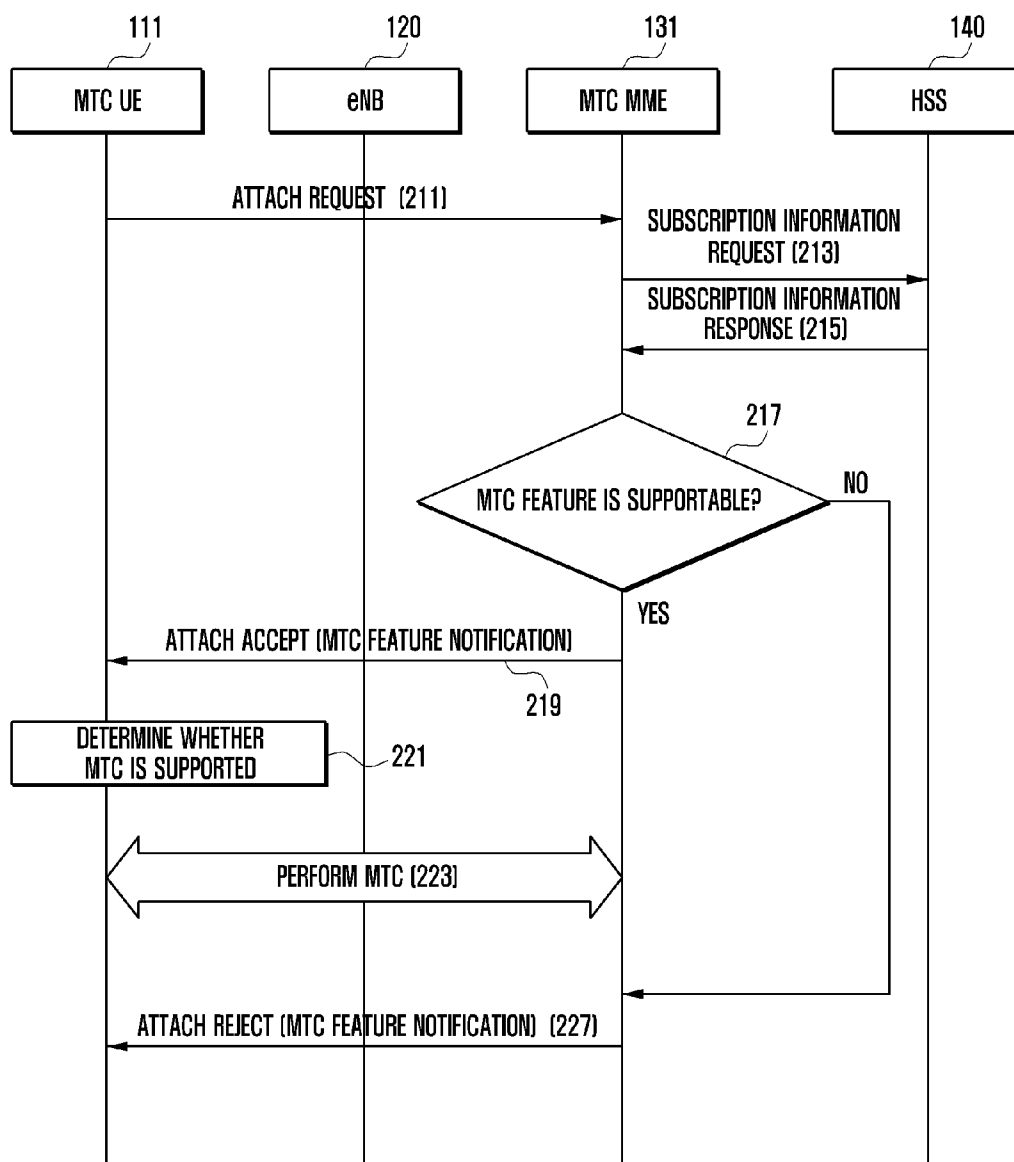 111
120
131
140
MTC UE
eNB
MTC MME
HSS
ATTACH REQUEST (211)
SUBSCRIPTION INFORMATION
REQUEST (213)
SUBSCRIPTION INFORMATION
RESPONSE (215)
217
MTC FEATURE IS SUPPORTABLE?
NO
YES
ATTACH ACCEPT (MTC FEATURE NOTIFICATION)
219
DETERMINE WHETHER
MTC IS SUPPORTED
221
PERFORM MTC (223)
ATTACH REJECT (MTC FEATURE NOTIFICATION) (227)